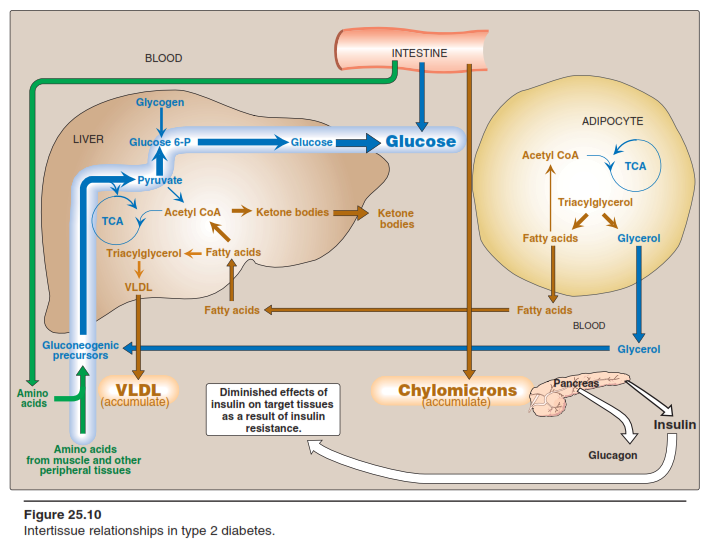 BLOOD
INTESTINE
Glycogen
LIVER
Glucose 6-P
Glucose
Glucose
ADIPOCYTE
Acetyl CoA
TCA
Pyruvate
Triacylglycerol
TCA
Acetyl CoA
Ketone bodies
Ketone
bodies
Fatty acids
Glycerol
Triacylglycerol
Fatty acids
VLDL
Fatty acids
Fatty acids
BLOOD
Gluconeogenic
precursors
Glycerol
Amino
acids
VLDL
(accumulate)
Diminished effects of
insulin on target tissues
as a result of insulin
resistance.
Chylomicrons
(accumulate)
Pancreas
Insulin
Glucagon
Amino acids
from muscle and other
peripheral tissues
Figure 25.10
Intertissue relationships in type 2 diabetes.